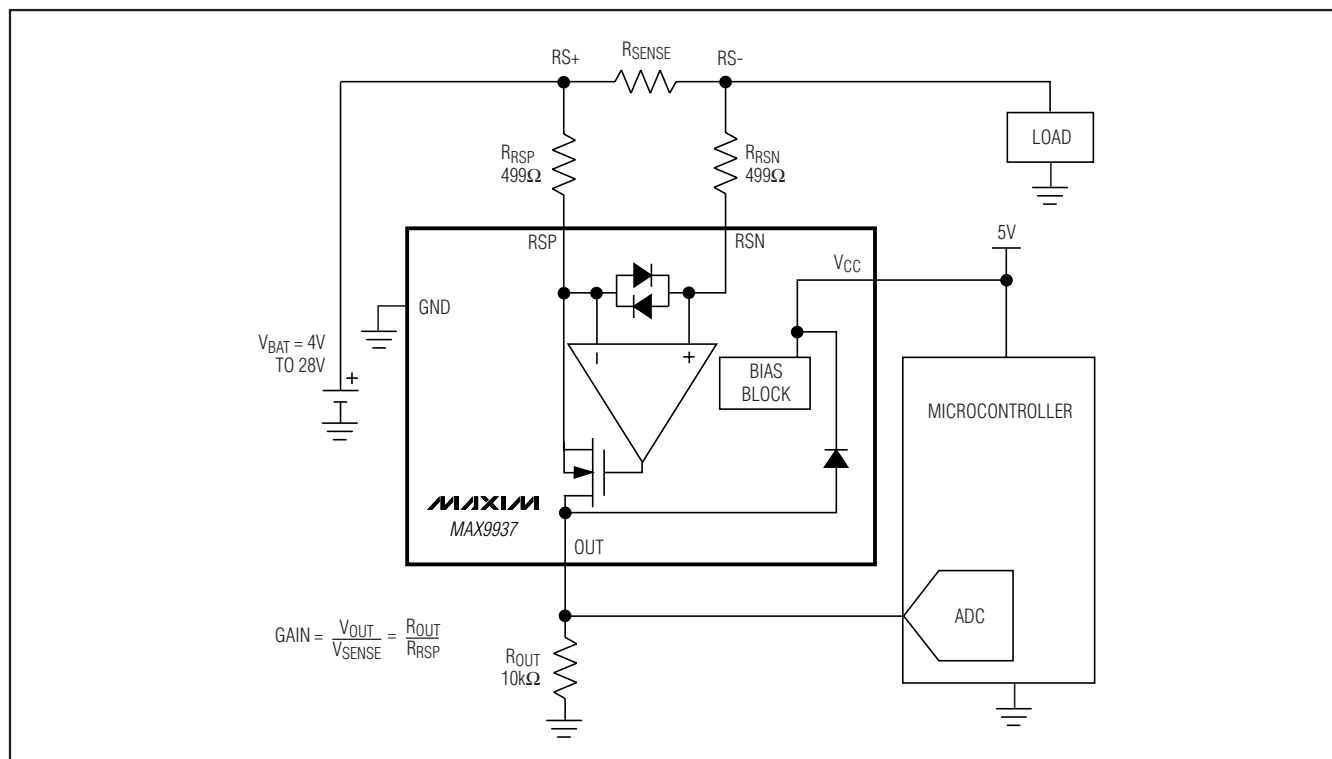 RSENSE
RS+
RS-
RRSP
499Ω
RRSN
499Ω
LOAD
RSP
RSN
5V
VCC
GND
VBAT = 4V
TO 28V
+
-
+
BIAS
BLOCK
MICROCONTROLLER
MAXIM
MAX9937
OUT
ADC
GAIN = VOUT/VSENSE = ROUT/RRSP
ROUT
10kΩ